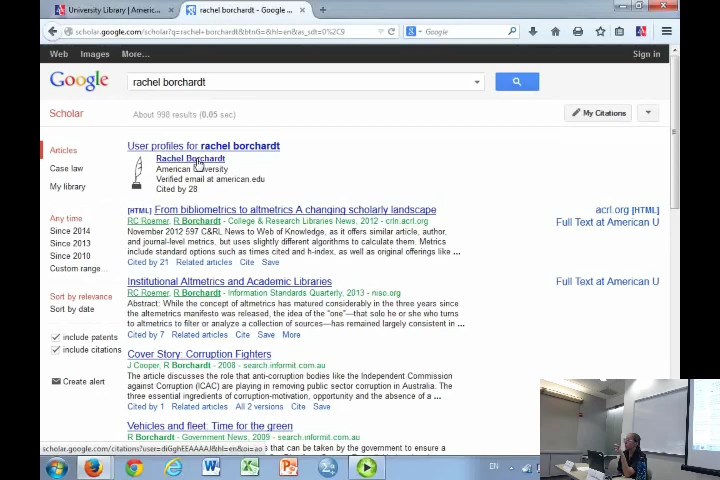 University Library | Americ...
rachel borchardt - Google ...
scholar.google.com/scholar?q=rachel+borchardt&btnG=&hl=en&as_sdt=0%2C9
Google
Web Images More...
Sign in
Google
rachel borchardt
Scholar
About 998 results (0.05 sec)
My Citations
Articles
Case law
My library
Any time
Since 2014
Since 2013
Since 2010
Custom range...
Sort by relevance
Sort by date
include patents
include citations
Create alert
User profiles for rachel borchardt
Rachel Borchardt
American University
Verified email at american.edu
Cited by 28
[HTML] From bibliometrics to altmetrics A changing scholarly landscape
RC Roemer, R Borchardt - College & Research Libraries News, 2012 - crln.acrl.org
November 2012 597 C&RL News to Web of Knowledge, as it offers similar article, author,
and journal-level metrics, but uses slightly different algorithms to calculate them. Metrics
include standard options such as times cited and h-index, as well as original offerings like ...
Cited by 21 Related articles Cite Save
acrl.org [HTML]
Full Text at American U
Institutional Altmetrics and Academic Libraries
RC Roemer, R Borchardt - Information Standards Quarterly, 2013 - niso.org
Abstract: While the concept of altmetrics has matured considerably in the three years since
the altemetrics manifesto was released, the idea of the "one"—that solo he or she who turns
to altmetrics to filter or analyze a collection of sources—has remained largely consistent in ...
Cited by 7 Related articles Cite Save More
Full Text at American U
Cover Story: Corruption Fighters
J Cooper, R Borchardt - 2008 - search.informit.com.au
The article discusses the role that anti-corruption bodies like the Independent Commission
against Corruption (ICAC) are playing in removing public sector corruption in Australia. The
three essential ingredients of corruption-motivation, opportunity and the absence of a ...
Cited by 1 Related articles All 2 versions Cite Save
Vehicles and fleet: Time for the green
R Borchardt - Government News, 2009 - search.informit.com.au
s that can be taken by the government to ensure a
EN